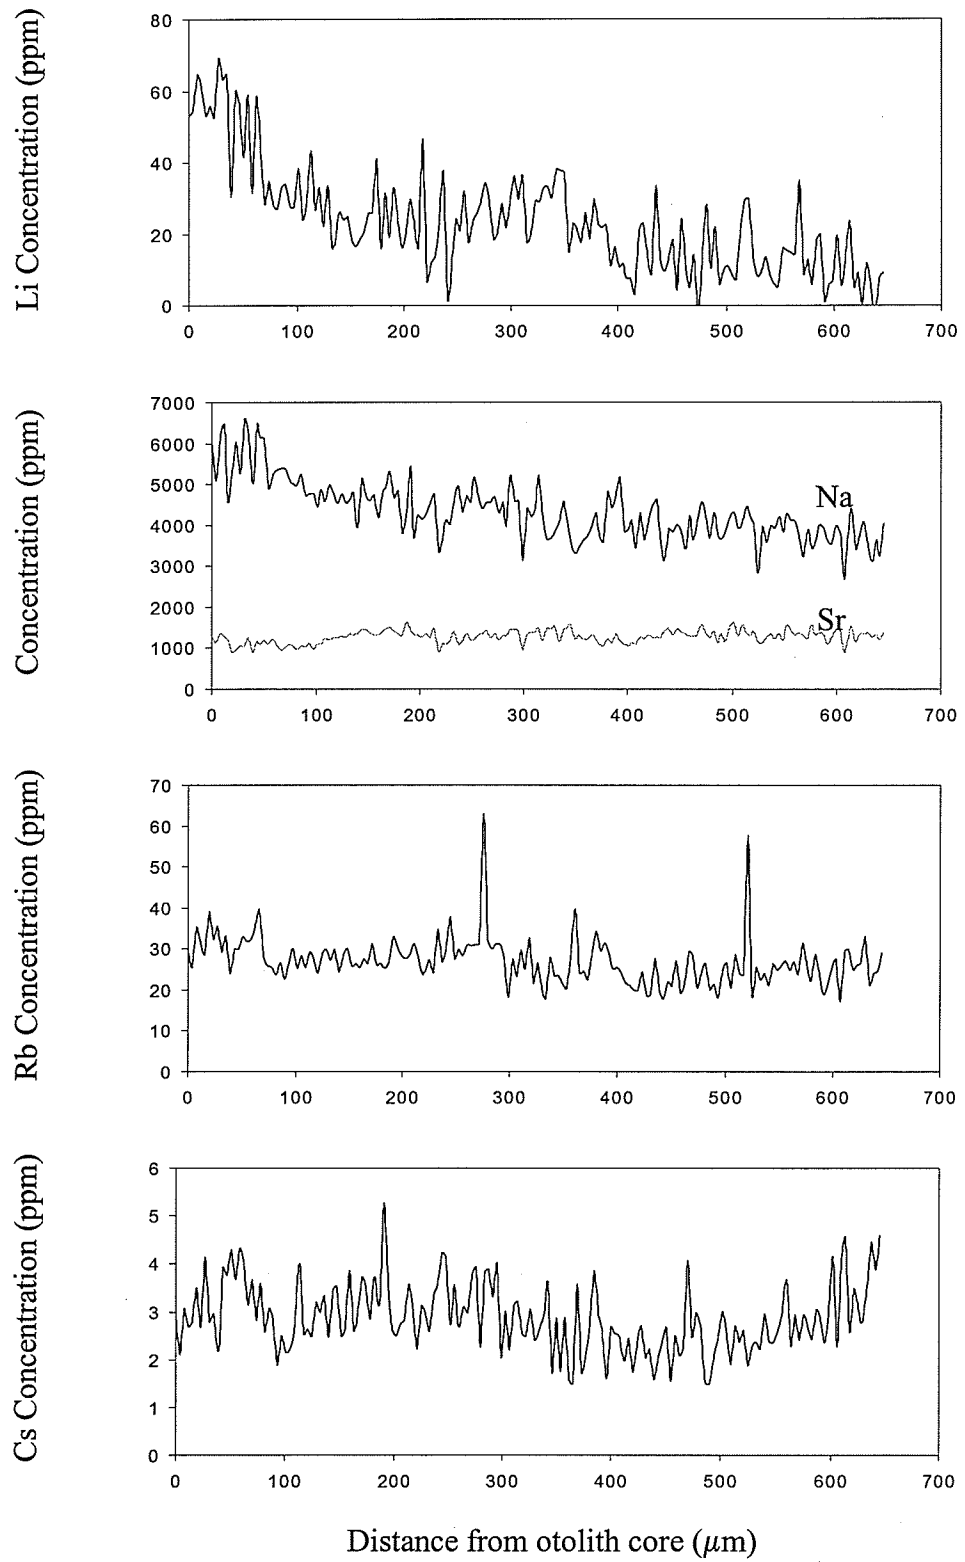 Li Concentration (ppm)
80
60
40
20
0
0 100 200 300 400 500 600 700
Concentration (ppm)
7000
6000
5000
4000
3000
2000
1000
0
Na
Sr
0 100 200 300 400 500 600 700
Rb Concentration (ppm)
70
60
50
40
30
20
10
0
0 100 200 300 400 500 600 700
Cs Concentration (ppm)
6
5
4
3
2
1
0
0 100 200 300 400 500 600 700
Distance from otolith core (μm)